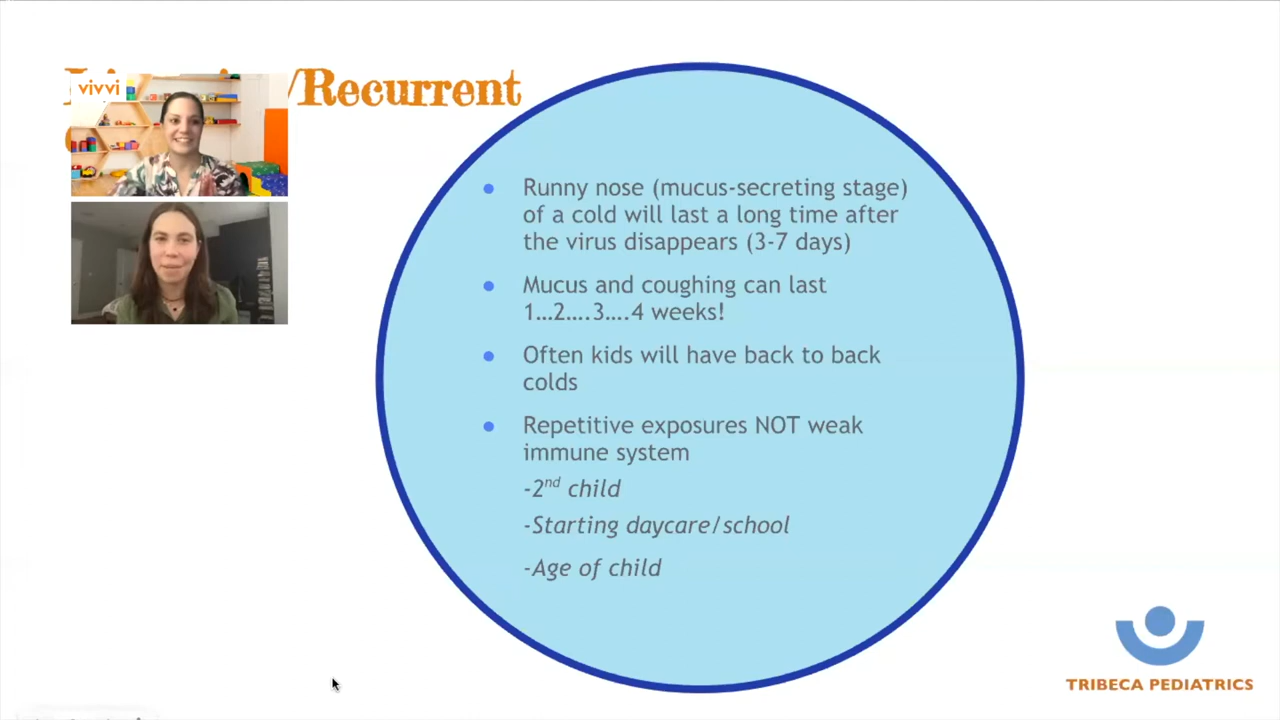 /Recurrent
vivvi
Runny nose (mucus-secreting stage)
of a cold will last a long time after
the virus disappears (3-7 days)
Mucus and coughing can last
1...2....3....4 weeks!
Often kids will have back to back
colds
Repetitive exposures NOT weak
immune system
-2nd child
-Starting daycare/school
-Age of child
TRIBECA PEDIATRICS